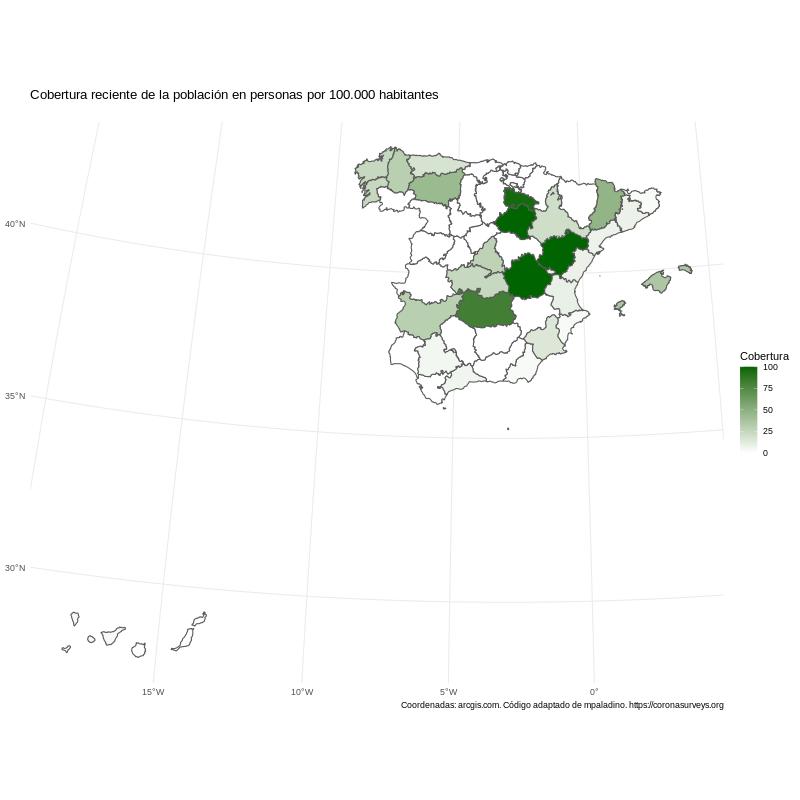 Cobertura reciente de la población en personas por 100.000 habitantes
40°N
35°N
30°N
15°W
10°W
5°W
0°
Cobertura
100
75
50
25
0
Coordenadas: arcgis.com. Código adaptado de mpaladino. https://coronasurveys.org